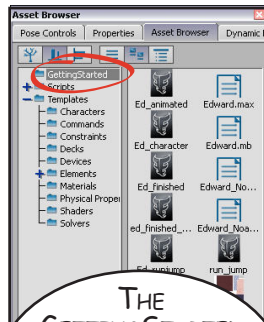 Asset Browser
Pose Controls Properties Asset Browser Dynamic
GettingStarted
Scripts
Templates
Characters
Commands
Constraints
Decks
Devices
Elements
Materials
Physical Proper
Shaders
Solvers
Ed_animated Edward.max
Ed_character Edward.mb
Ed_finished Edward_No...
ed_finished_... Edward_Noa...
Ed_runjump run_jump
THE